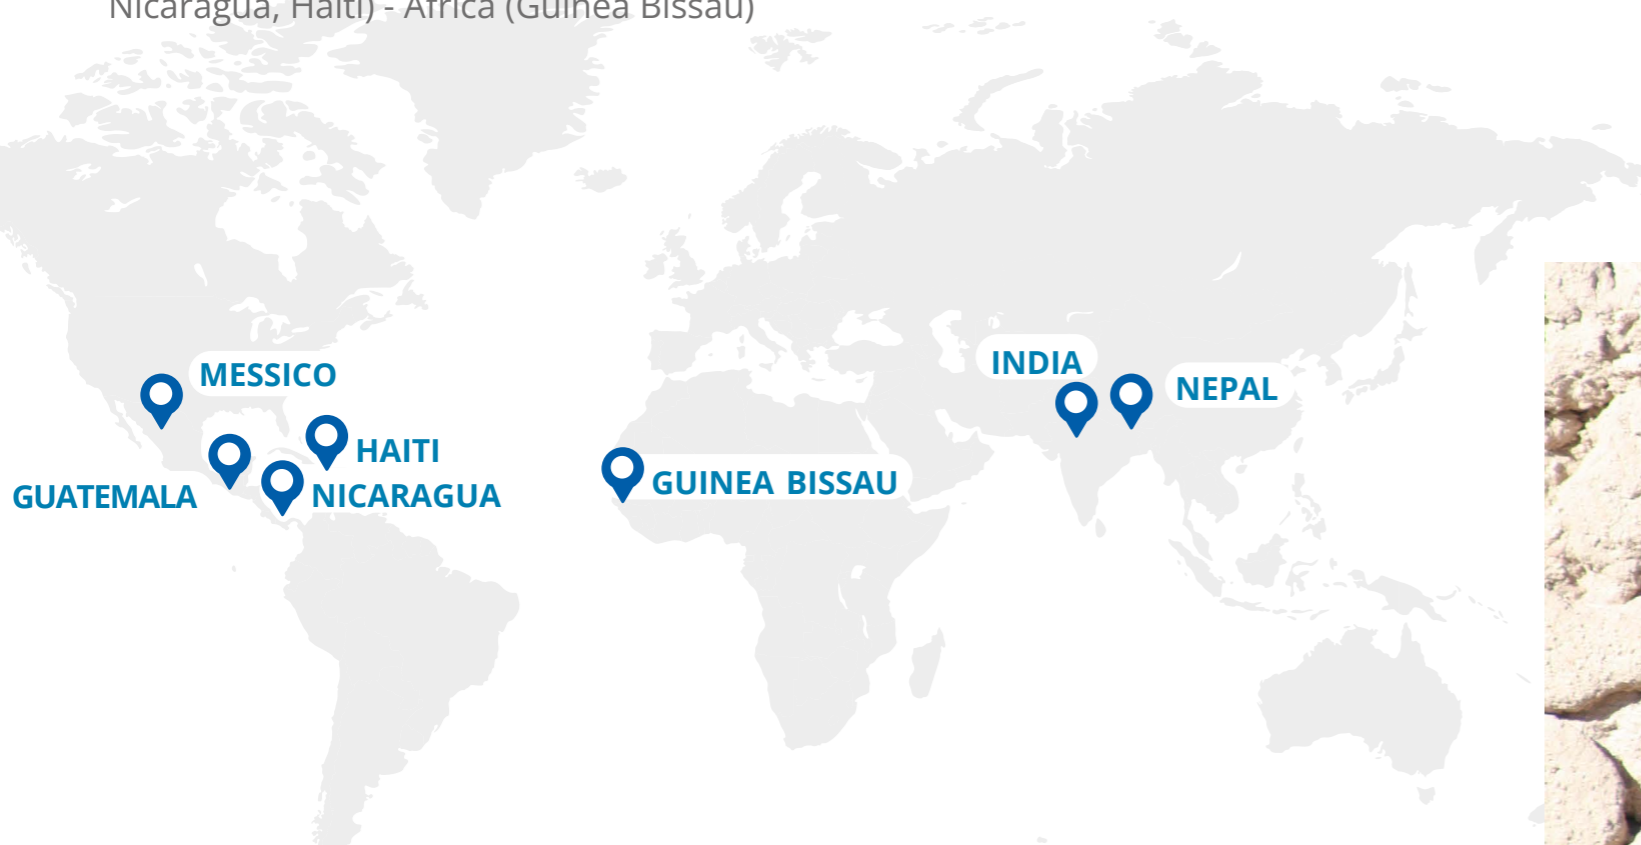 Nicaragua, Haiti) - Africa (Guinea Bissau)
MESSICO
INDIA
NEPAL
HAITI
GUINEA BISSAU
GUATEMALA
NICARAGUA